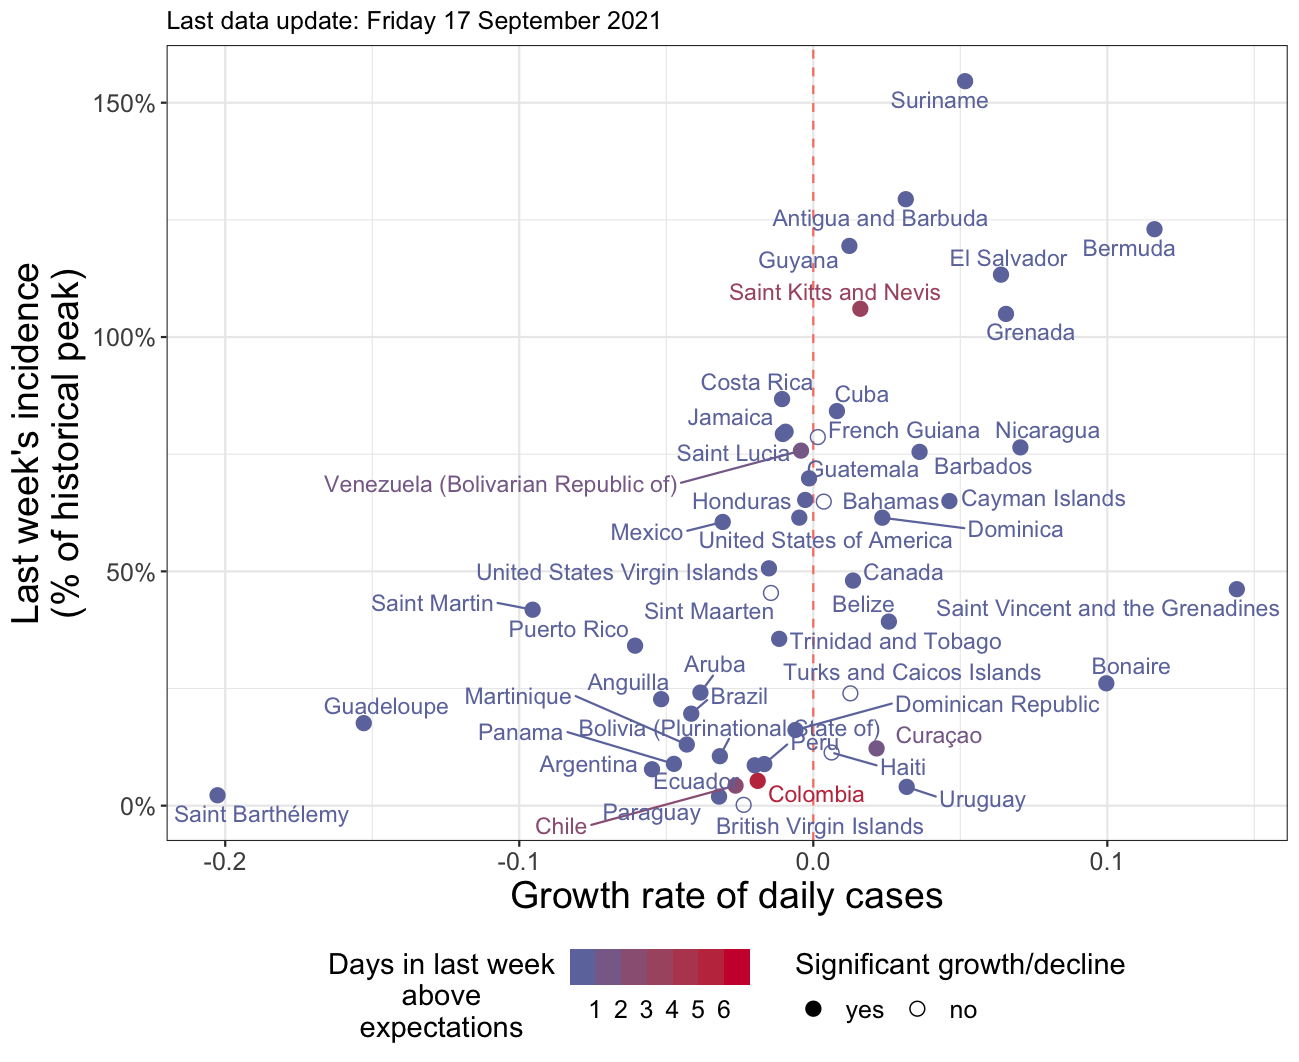 Last data update: Friday 17 September 2021
Last week's incidence
(% of historical peak)
150%
100%
50%
0%
Suriname
Antigua and Barbuda
Bermuda
Guyana
El Salvador
Saint Kitts and Nevis
Grenada
Costa Rica
Cuba
Jamaica
French Guiana
Nicaragua
Saint Lucia
Guatemala
Barbados
Venezuela (Bolivarian Republic of)
Honduras
Bahamas
Cayman Islands
Mexico
Dominica
United States of America
United States Virgin Islands
Canada
Saint Martin
Sint Maarten
Belize
Saint Vincent and the Grenadines
Puerto Rico
Trinidad and Tobago
Aruba
Turks and Caicos Islands
Bonaire
Anguilla
Martinique
Brazil
Guadeloupe
Dominican Republic
Panama
Bolivia (Plurinational State of)
Peru
Curaçao
Argentina
Haiti
Ecuador
Colombia
Uruguay
Saint Barthélemy
Paraguay
Chile
British Virgin Islands
-0.2
-0.1
0.0
0.1
Growth rate of daily cases
Days in last week
above
expectations
1 2 3 4 5 6
Significant growth/decline
yes
no